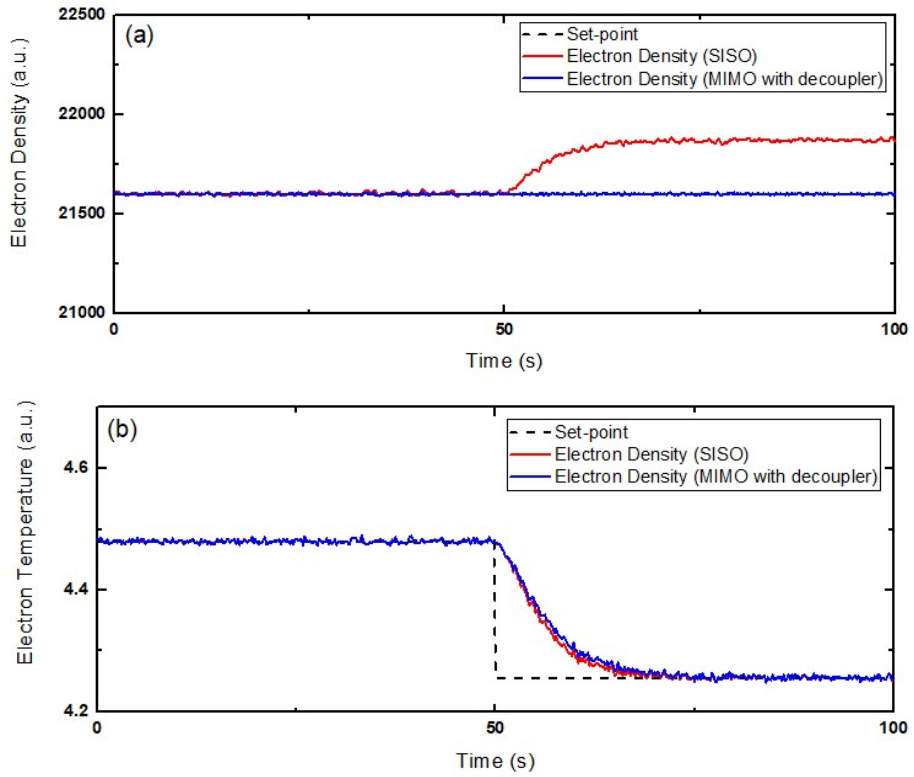 22500
(a)
Set-point
Electron Density (SISO)
Electron Density (MIMO with decoupler)
22000
21500
21000
Electron Density (a.u.)
0
50
100
Time (s)
(b)
Set-point
Electron Density (SISO)
Electron Density (MIMO with decoupler)
4.6
4.4
4.2
Electron Temperature (a.u.)
0
50
100
Time (s)